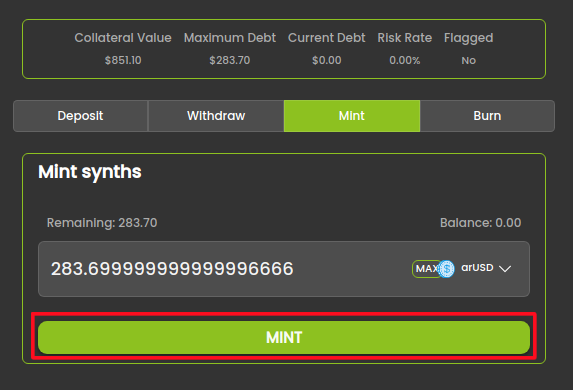 Collateral Value Maximum Debt Current Debt Risk Rate Flagged
$851.10 $283.70 $0.00 0.00% No
Deposit Withdraw Mint Burn
Mint synths
Remaining: 283.70 Balance: 0.00
283.699999999999996666 MAX arUSD
MINT